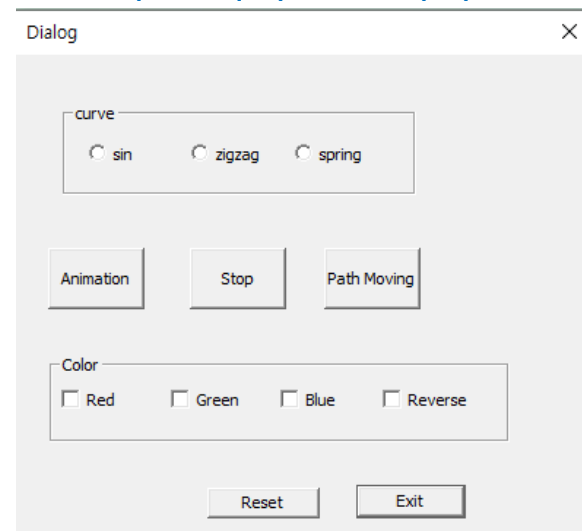 Dialog
curve
sin zigzag spring
Animation Stop Path Moving
Color
Red Green Blue Reverse
Reset Exit